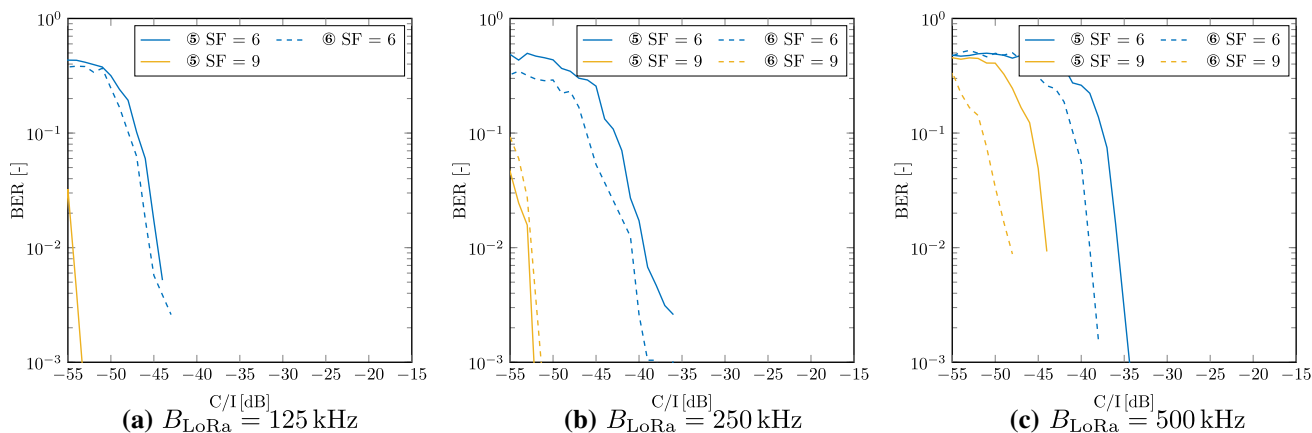 10^0
10^−1
10^−2
10^−3
BER [-]
⑤ SF = 6
⑥ SF = 6
⑤ SF = 9
−55 −50 −45 −40 −35 −30 −25 −20 −15
C/I [dB]
(a) B_LoRa = 125 kHz
10^0
10^−1
10^−2
10^−3
BER [-]
⑤ SF = 6
⑥ SF = 6
⑤ SF = 9
⑥ SF = 9
−55 −50 −45 −40 −35 −30 −25 −20 −15
C/I [dB]
(b) B_LoRa = 250 kHz
10^0
10^−1
10^−2
10^−3
BER [-]
⑤ SF = 6
⑥ SF = 6
⑤ SF = 9
⑥ SF = 9
−55 −50 −45 −40 −35 −30 −25 −20 −15
C/I [dB]
(c) B_LoRa = 500 kHz